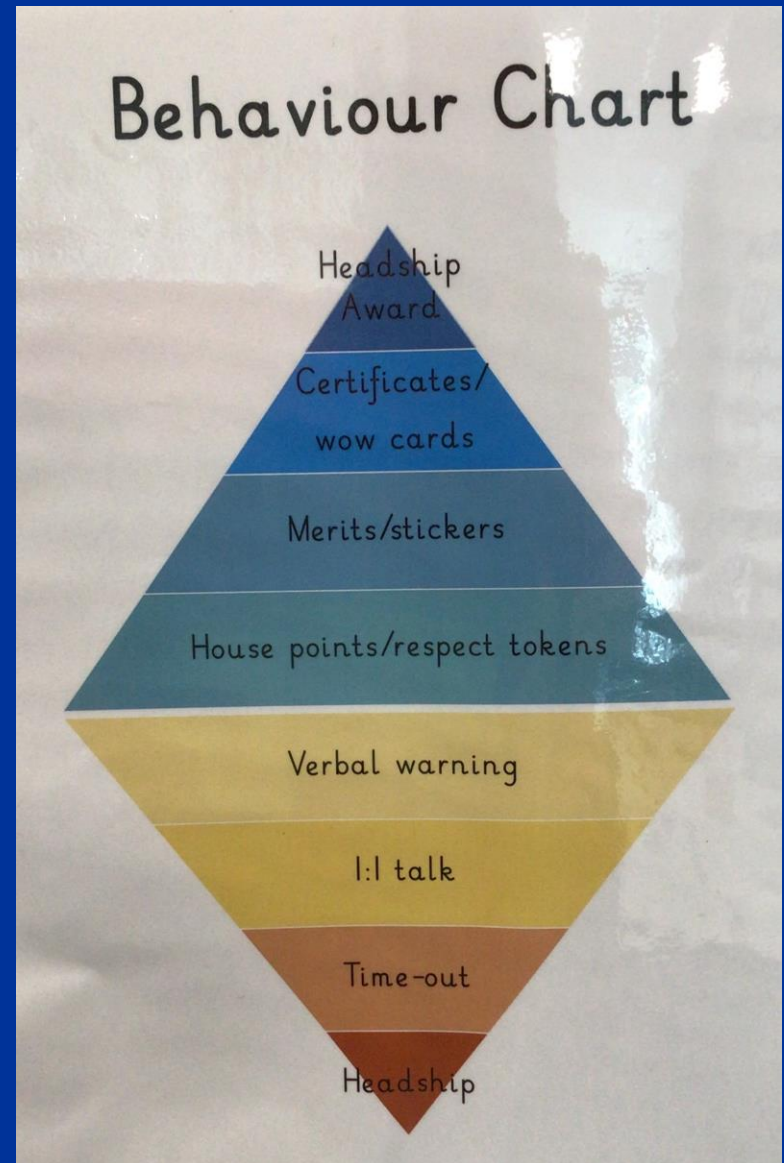 Behaviour Chart
Headship
Award
Certificates/
wow cards
Merits/stickers
House points/respect tokens
Verbal warning
1:1 talk
Time-out
Headship